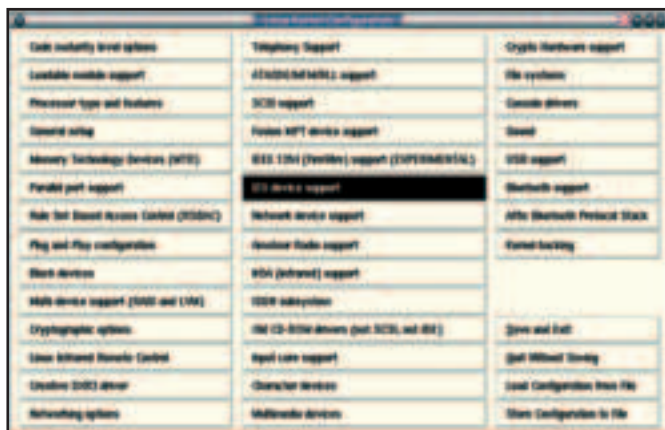 Linux Kernel Configuration
Code maturity level options
Loadable module support
Processor type and features
General setup
Memory Technology Devices (MTD)
Parallel port support
Rule Set Based Access Control (RSBAC)
Plug and Play configuration
Block devices
Multi-device support (RAID and LVM)
Cryptographic options
Linux Infrared Remote Control
Creative driver
Networking options
Telephony Support
ATA/IDE/MFM/RLL support
SCSI support
Fusion MPT device support
IEEE 1394 (FireWire) support (EXPERIMENTAL)
I2O device support
Network device support
Amateur Radio support
IrDA (infrared) support
ISDN subsystem
Old CD-ROM drivers (not SCSI, not IDE)
Input core support
Character devices
Multimedia devices
Crypto Hardware support
File systems
Console drivers
Sound
USB support
Bluetooth support
Affix Bluetooth Protocol Stack
Kernel hacking
Save and Exit
Quit Without Saving
Load Configuration from File
Store Configuration to File